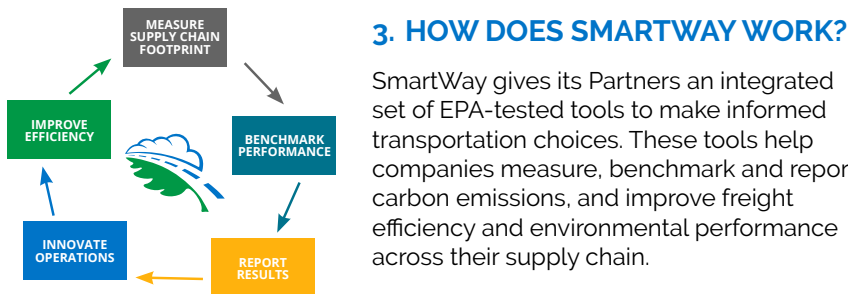 MEASURE
SUPPLY CHAIN
FOOTPRINT
BENCHMARK
PERFORMANCE
REPORT
RESULTS
INNOVATE
OPERATIONS
IMPROVE
EFFICIENCY
3. HOW DOES SMARTWAY WORK?
SmartWay gives its Partners an integrated
set of EPA-tested tools to make informed
transportation choices. These tools help
companies measure, benchmark and repor
carbon emissions, and improve freight
efficiency and environmental performance
across their supply chain.